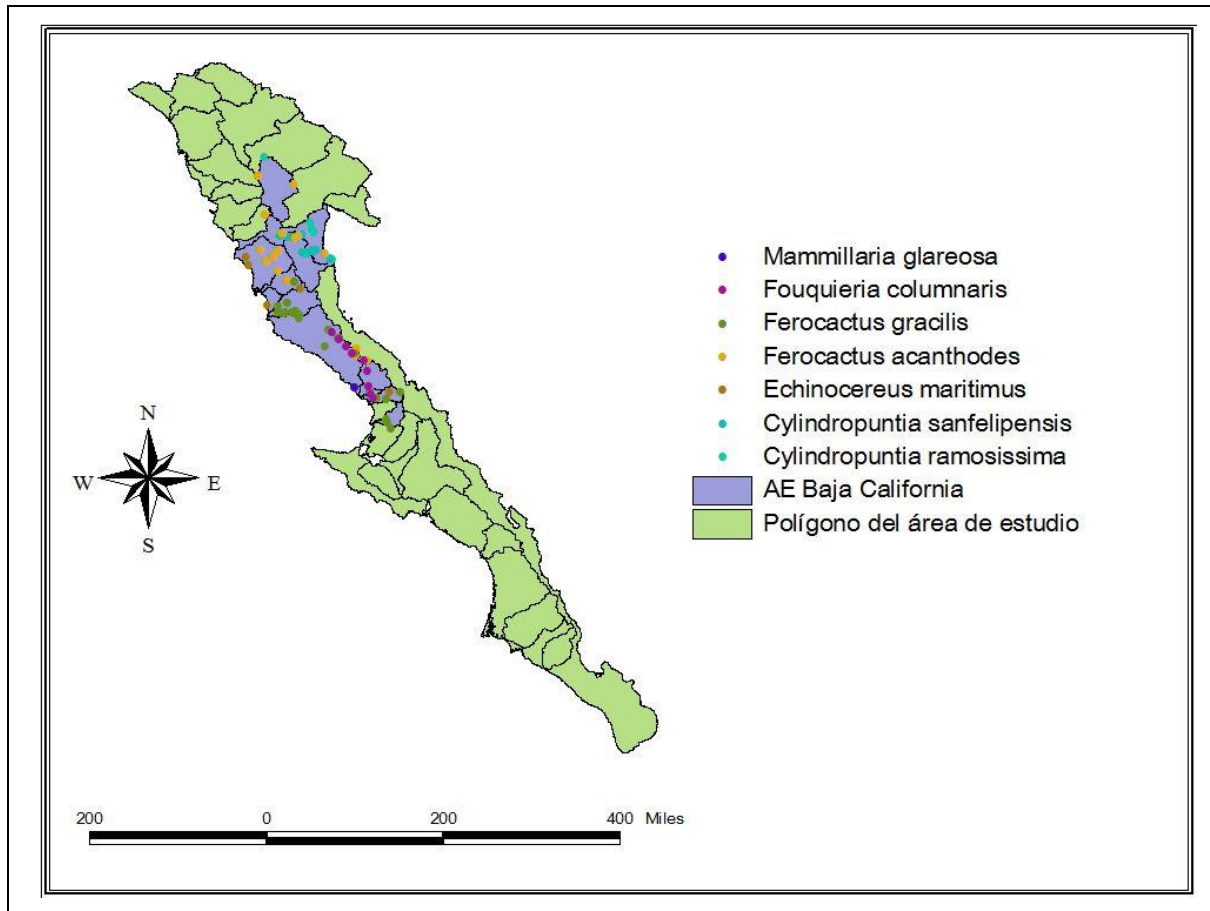 Mammillaria glareosa
Fouquieria columnaris
Ferocactus gracilis
Ferocactus acanthodes
Echinocereus maritimus
Cylindropuntia sanfelipensis
Cylindropuntia ramosissima
AE Baja California
Polígono del área de estudio
N
W E
S
200 0 200 400 Miles